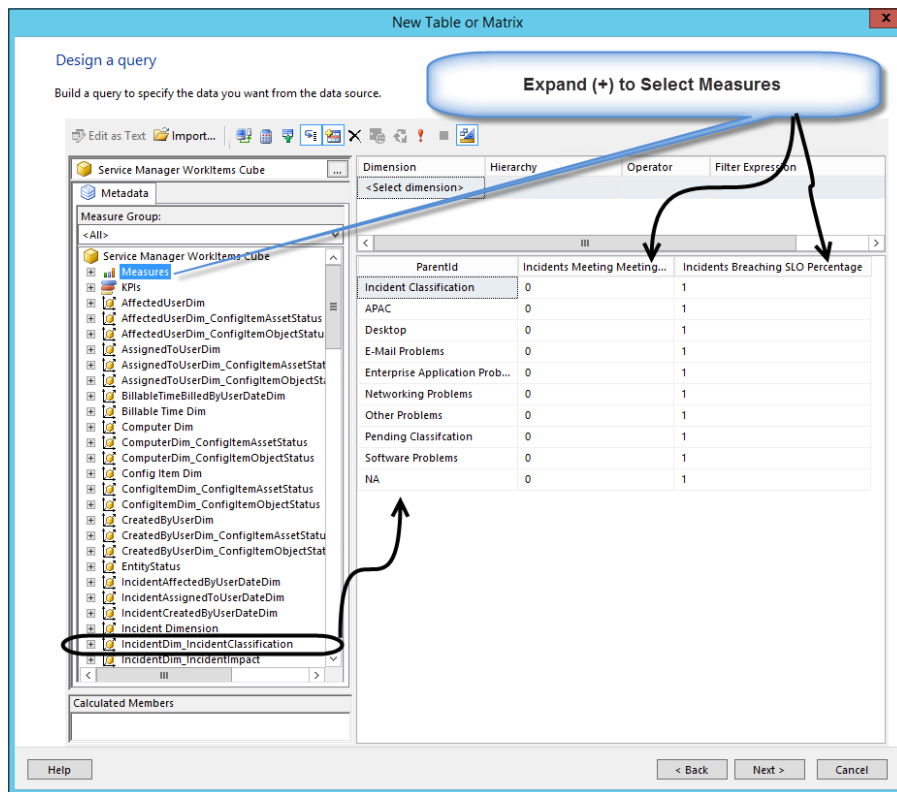 New Table or Matrix
x
Design a query
Build a query to specify the data you want from the data source.
Expand (+) to Select Measures
Edit as Text Import...
Service Manager WorkItems Cube ...
Metadata
Measure Group:
<All>
Service Manager WorkItems Cube
Measures
KPIs
AffectedUserDim
AffectedUserDim_ConfigItemAssetStatus
AffectedUserDim_ConfigItemObjectStatu
AssignedToUserDim
AssignedToUserDim_ConfigItemAssetStat
AssignedToUserDim_ConfigItemObjectSta
BillableTimeBilledByUserDateDim
Billable Time Dim
Computer Dim
ComputerDim_ConfigItemAssetStatus
ComputerDim_ConfigItemObjectStatus
Config Item Dim
ConfigItemDim_ConfigItemAssetStatus
ConfigItemDim_ConfigItemObjectStatus
CreatedByUserDim
CreatedByUserDim_ConfigItemAssetStatu
CreatedByUserDim_ConfigItemObjectStat
EntityStatus
IncidentAffectedByUserDateDim
IncidentAssignedToUserDateDim
IncidentCreatedByUserDateDim
Incident Dimension
IncidentDim_IncidentClassification
IncidentDim_IncidentImpact
Calculated Members
Dimension Hierarchy Operator Filter Expression
<Select dimension>
ParentId Incidents Meeting Meeting... Incidents Breaching SLO Percentage
Incident Classification 0 1
APAC 0 1
Desktop 0 1
E-Mail Problems 0 1
Enterprise Application Prob... 0 1
Networking Problems 0 1
Other Problems 0 1
Pending Classifcation 0 1
Software Problems 0 1
NA 0 1
Help < Back Next > Cancel